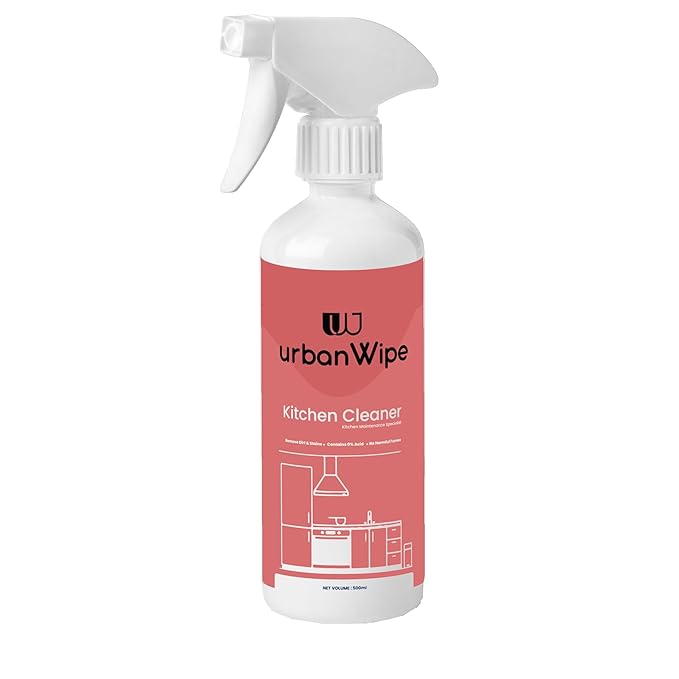 UW
urbanWipe
Kitchen Cleaner
Kitchen Maintenance Specialist
Remove Dirt & Stains • Contains 0% Acid • No Harmful Fumes
NET VOLUME : 500ml